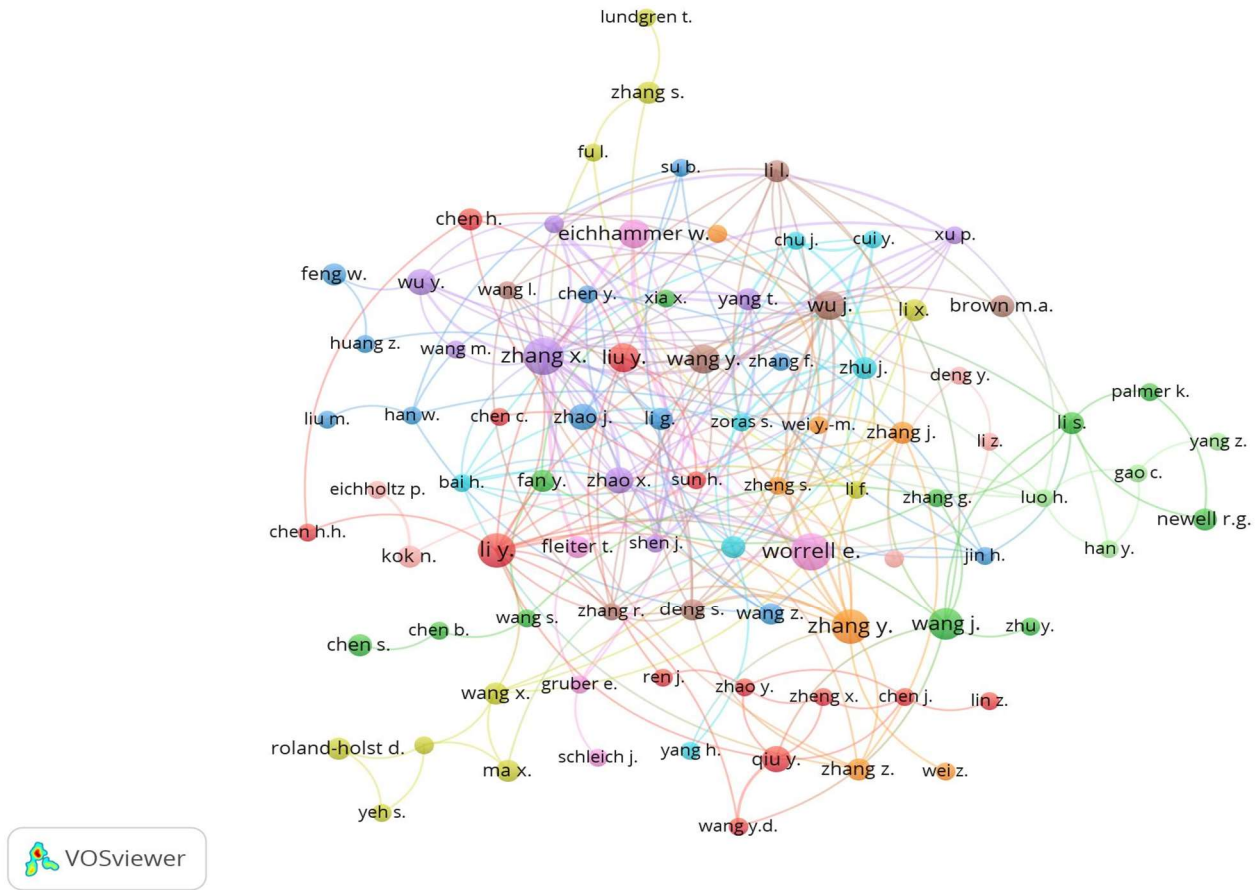 lundgren t.
zhang s.
fu l.
su b.
li l.
chen h.
eichhammer w.
chu j.
cui y.
xu p.
feng w.
wu y.
wang l.
chen y.
xia x.
yang t.
wu j.
li x.
brown m.a.
huang z.
wang m.
zhang x.
liu y.
wang y.
zhang f.
zhu j.
deng y.
palmer k.
liu m.
han w.
chen c.
zhao j.
li g.
zoras s.
wei y.-m.
zhang j.
li z.
li s.
yang z.
eichholtz p.
bai h.
fan y.
zhao x.
sun h.
zheng s.
li f.
zhang g.
luo h.
gao c.
newell r.g.
chen h.h.
kok n.
li y.
fleiter t.
shen j.
worrell e.
jin h.
han y.
chen s.
chen b.
wang s.
zhang r.
deng s.
wang z.
zhang y.
wang j.
zhu y.
wang x.
gruber e.
ren j.
zhao y.
zheng x.
chen j.
lin z.
roland-holst d.
ma x.
schleich j.
yang h.
qiu y.
zhang z.
wei z.
yeh s.
wang y.d.
VOSviewer